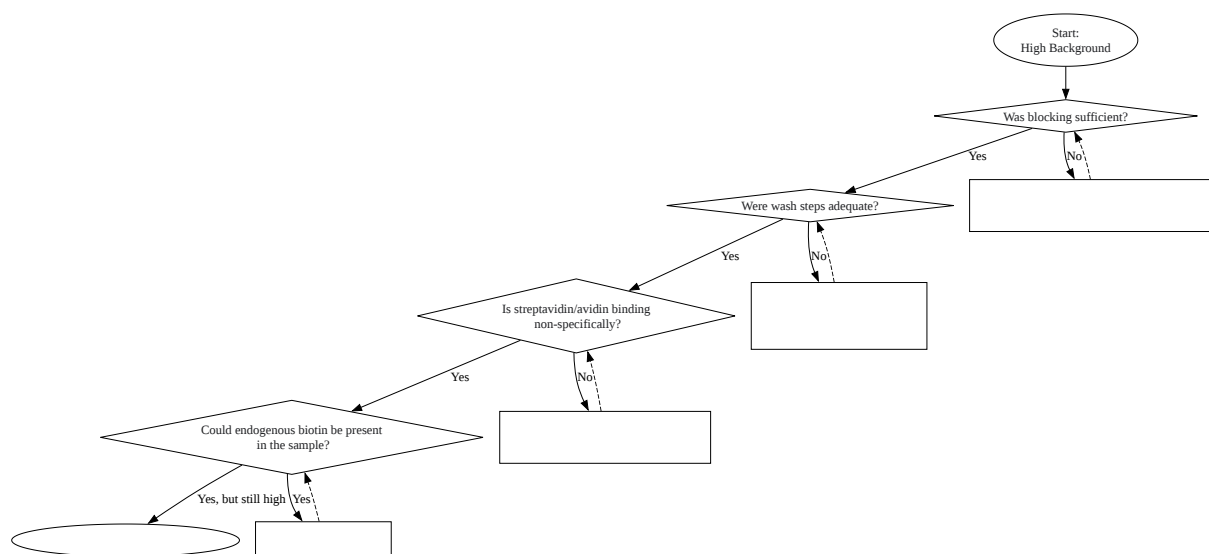 Start:
High Background
Was blocking sufficient?
Yes
No
Were wash steps adequate?
Yes
No
Is streptavidin/avidin binding
non-specifically?
Yes
No
Could endogenous biotin be present
in the sample?
Yes, but still high
Yes